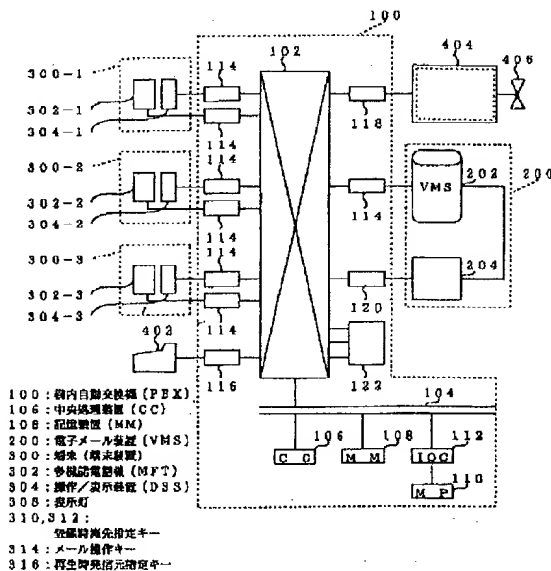 100
102
404
406
300-1
114
302-1
304-1
114
118
300-2
114
200
302-2
304-2
114
VMS
202
114
300-3
114
204
302-3
304-3
114
120
402
116
122
104
100:構内自動交換機(PBX)
106:中央処理装置(CC)
108:記憶装置(MM)
200:電子メール装置(VMS)
300:端末(端末装置)
302:多機能電話機(MFT)
304:操作/表示装置(DSS)
308:表示灯
310,312:
登録時宛先指定キー
314:メール操作キー
316:再生時発信元指定キー
CC
106
MM
108
IOC
112
MP
110